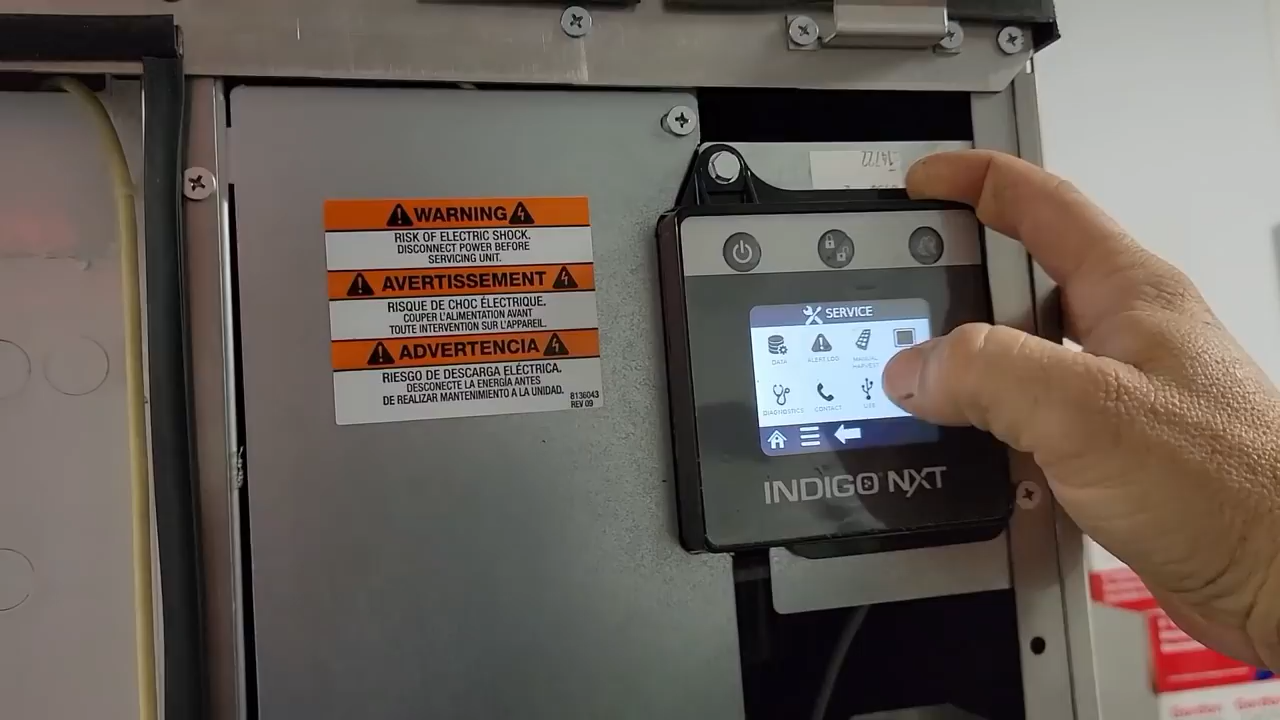 WARNING
RISK OF ELECTRIC SHOCK.
DISCONNECT POWER BEFORE
SERVICING UNIT.
AVERTISSEMENT
RISQUE DE CHOC ÉLECTRIQUE.
COUPER L'ALIMENTATION AVANT
TOUTE INTERVENTION SUR L'APPAREIL.
ADVERTENCIA
RIESGO DE DESCARGA ELÉCTRICA.
DESCONECTE LA ENERGÍA ANTES
DE REALIZAR MANTENIMIENTO A LA UNIDAD.
8136043
REV 09
14722
SERVICE
DATA
ALERT LOG
MANUAL
HARVEST
DIAGNOSTICS
CONTACT
USB
INDIGO NXT